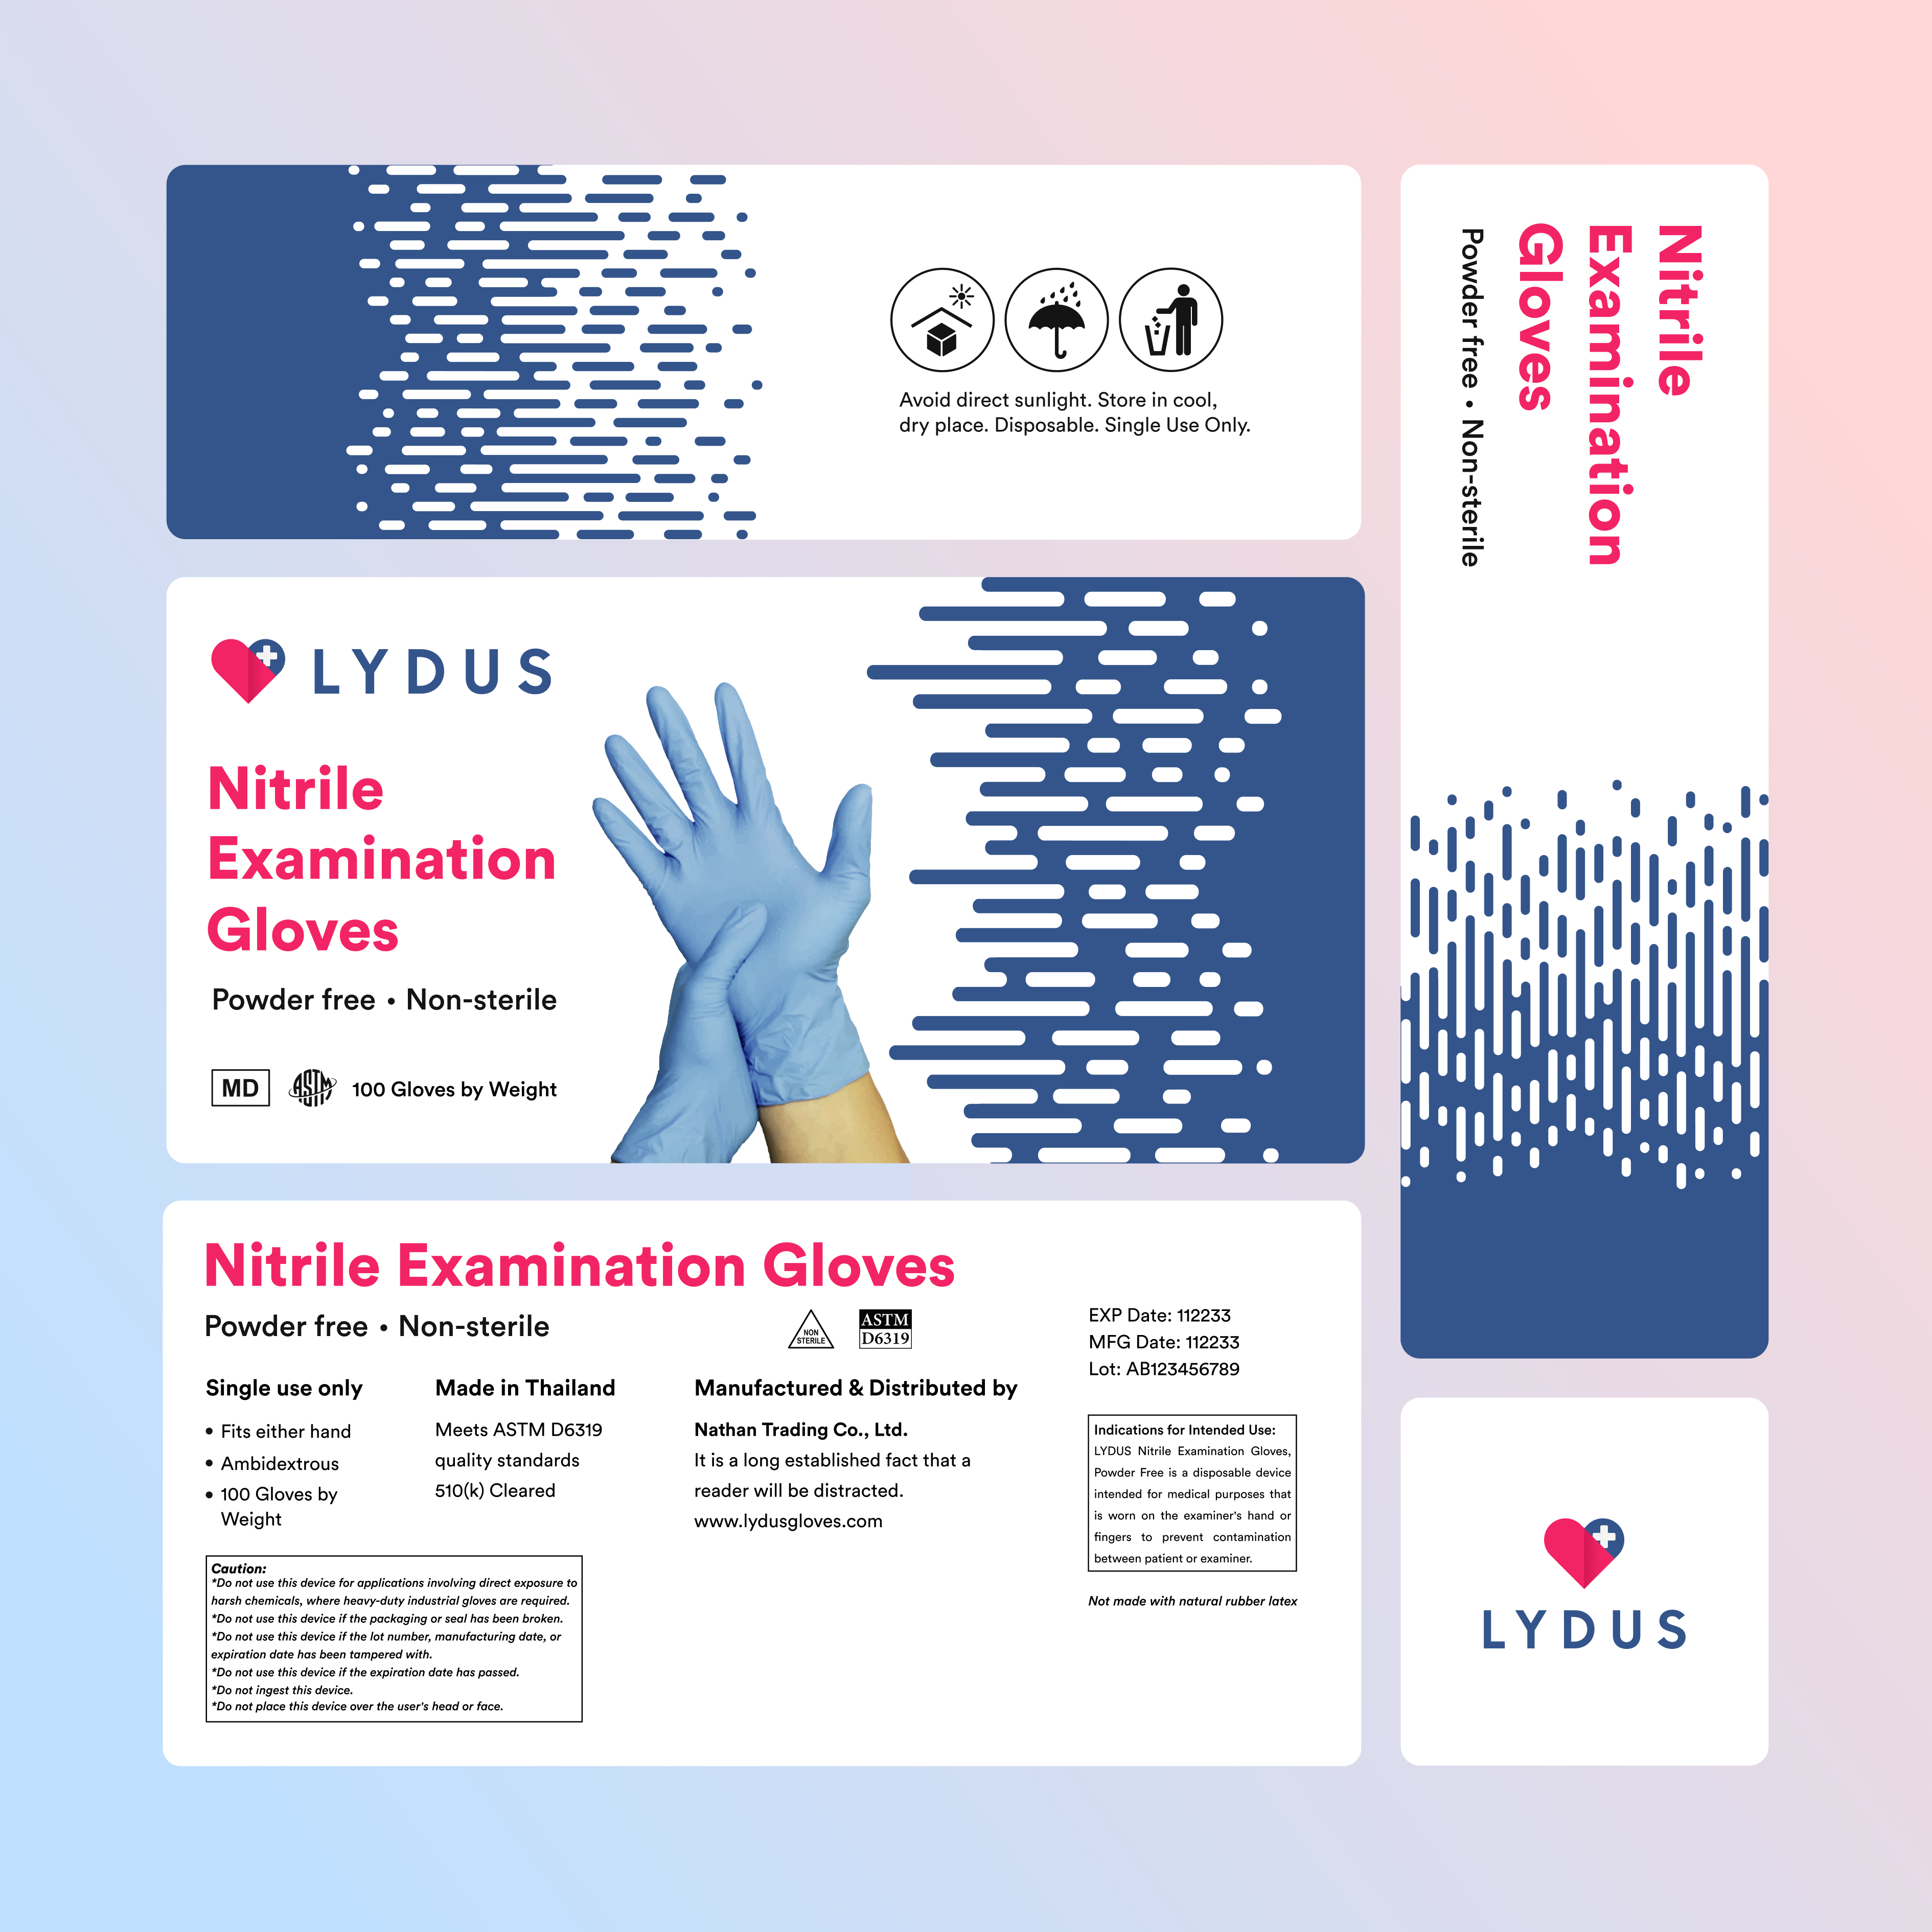 Avoid direct sunlight. Store in cool,
dry place. Disposable. Single Use Only.
Nitrile
Examination
Gloves
Powder free • Non-sterile
LYDUS
Nitrile
Examination
Gloves
Powder free • Non-sterile
MD
ASTM
100 Gloves by Weight
Nitrile Examination Gloves
Powder free • Non-sterile
NON
STERILE
ASTM
D6319
EXP Date: 112233
MFG Date: 112233
Lot: AB123456789
Single use only
• Fits either hand
• Ambidextrous
• 100 Gloves by
Weight
Made in Thailand
Meets ASTM D6319
quality standards
510(k) Cleared
Manufactured & Distributed by
Nathan Trading Co., Ltd.
It is a long established fact that a
reader will be distracted.
www.lydusgloves.com
Indications for Intended Use:
LYDUS Nitrile Examination Gloves,
Powder Free is a disposable device
intended for medical purposes that
is worn on the examiner's hand or
fingers to prevent contamination
between patient or examiner.
Not made with natural rubber latex
Caution:
*Do not use this device for applications involving direct exposure to
harsh chemicals, where heavy-duty industrial gloves are required.
*Do not use this device if the packaging or seal has been broken.
*Do not use this device if the lot number, manufacturing date, or
expiration date has been tampered with.
*Do not use this device if the expiration date has passed.
*Do not ingest this device.
*Do not place this device over the user's head or face.
LYDUS